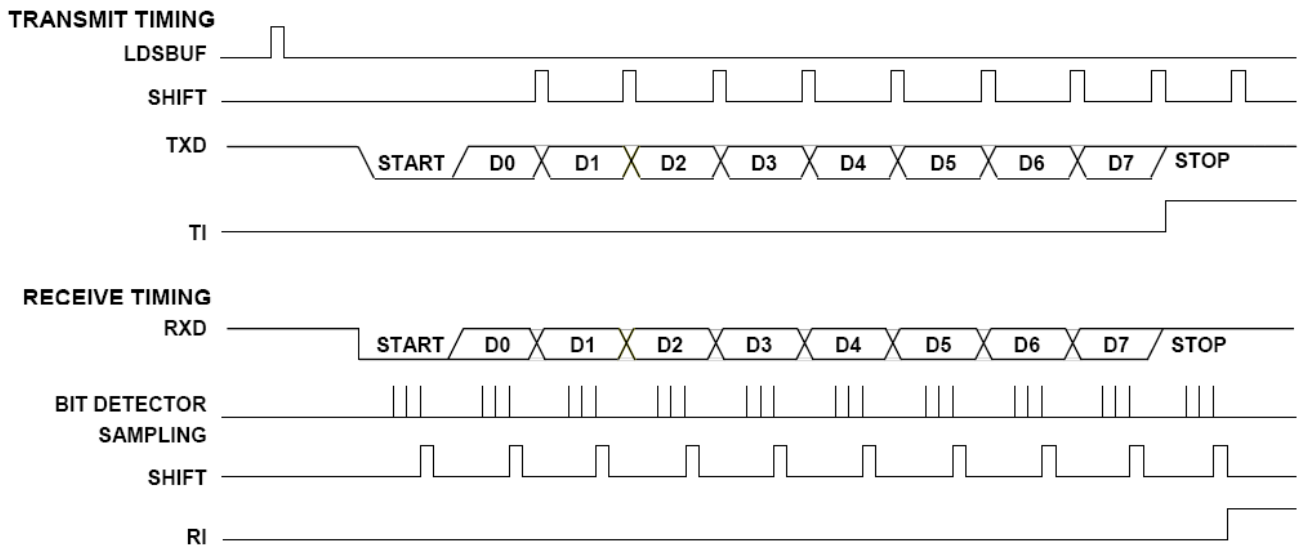 TRANSMIT TIMING
LDSBUF
SHIFT
TXD
START D0 D1 D2 D3 D4 D5 D6 D7 STOP
TI
RECEIVE TIMING
RXD
START D0 D1 D2 D3 D4 D5 D6 D7 STOP
BIT DETECTOR
SAMPLING
SHIFT
RI